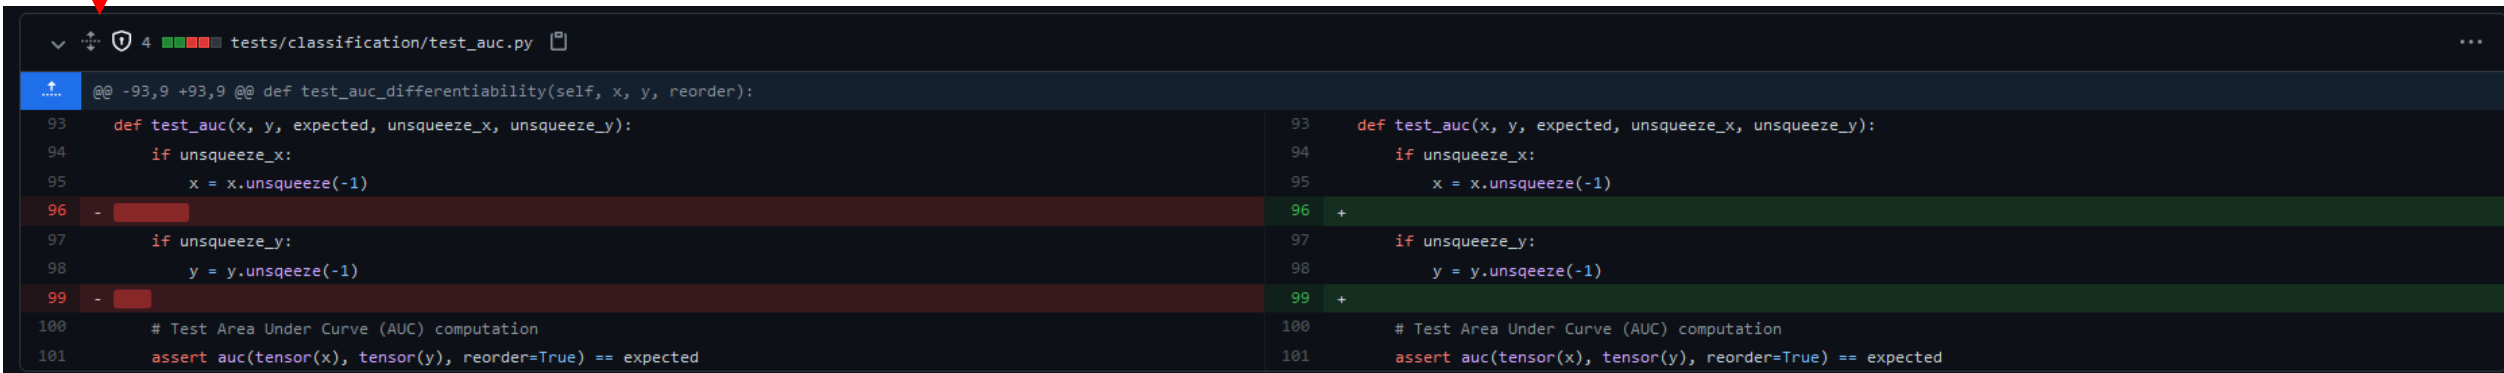 4 tests/classification/test_auc.py
@@ -93,9 +93,9 @@ def test_auc_differentiability(self, x, y, reorder):
93 def test_auc(x, y, expected, unsqueeze_x, unsqueeze_y):
94 if unsqueeze_x:
95 x = x.unsqueeze(-1)
96 -
97 if unsqueeze_y:
98 y = y.unsqeeze(-1)
99 -
100 # Test Area Under Curve (AUC) computation
101 assert auc(tensor(x), tensor(y), reorder=True) == expected
93 def test_auc(x, y, expected, unsqueeze_x, unsqueeze_y):
94 if unsqueeze_x:
95 x = x.unsqueeze(-1)
96 +
97 if unsqueeze_y:
98 y = y.unsqeeze(-1)
99 +
100 # Test Area Under Curve (AUC) computation
101 assert auc(tensor(x), tensor(y), reorder=True) == expected